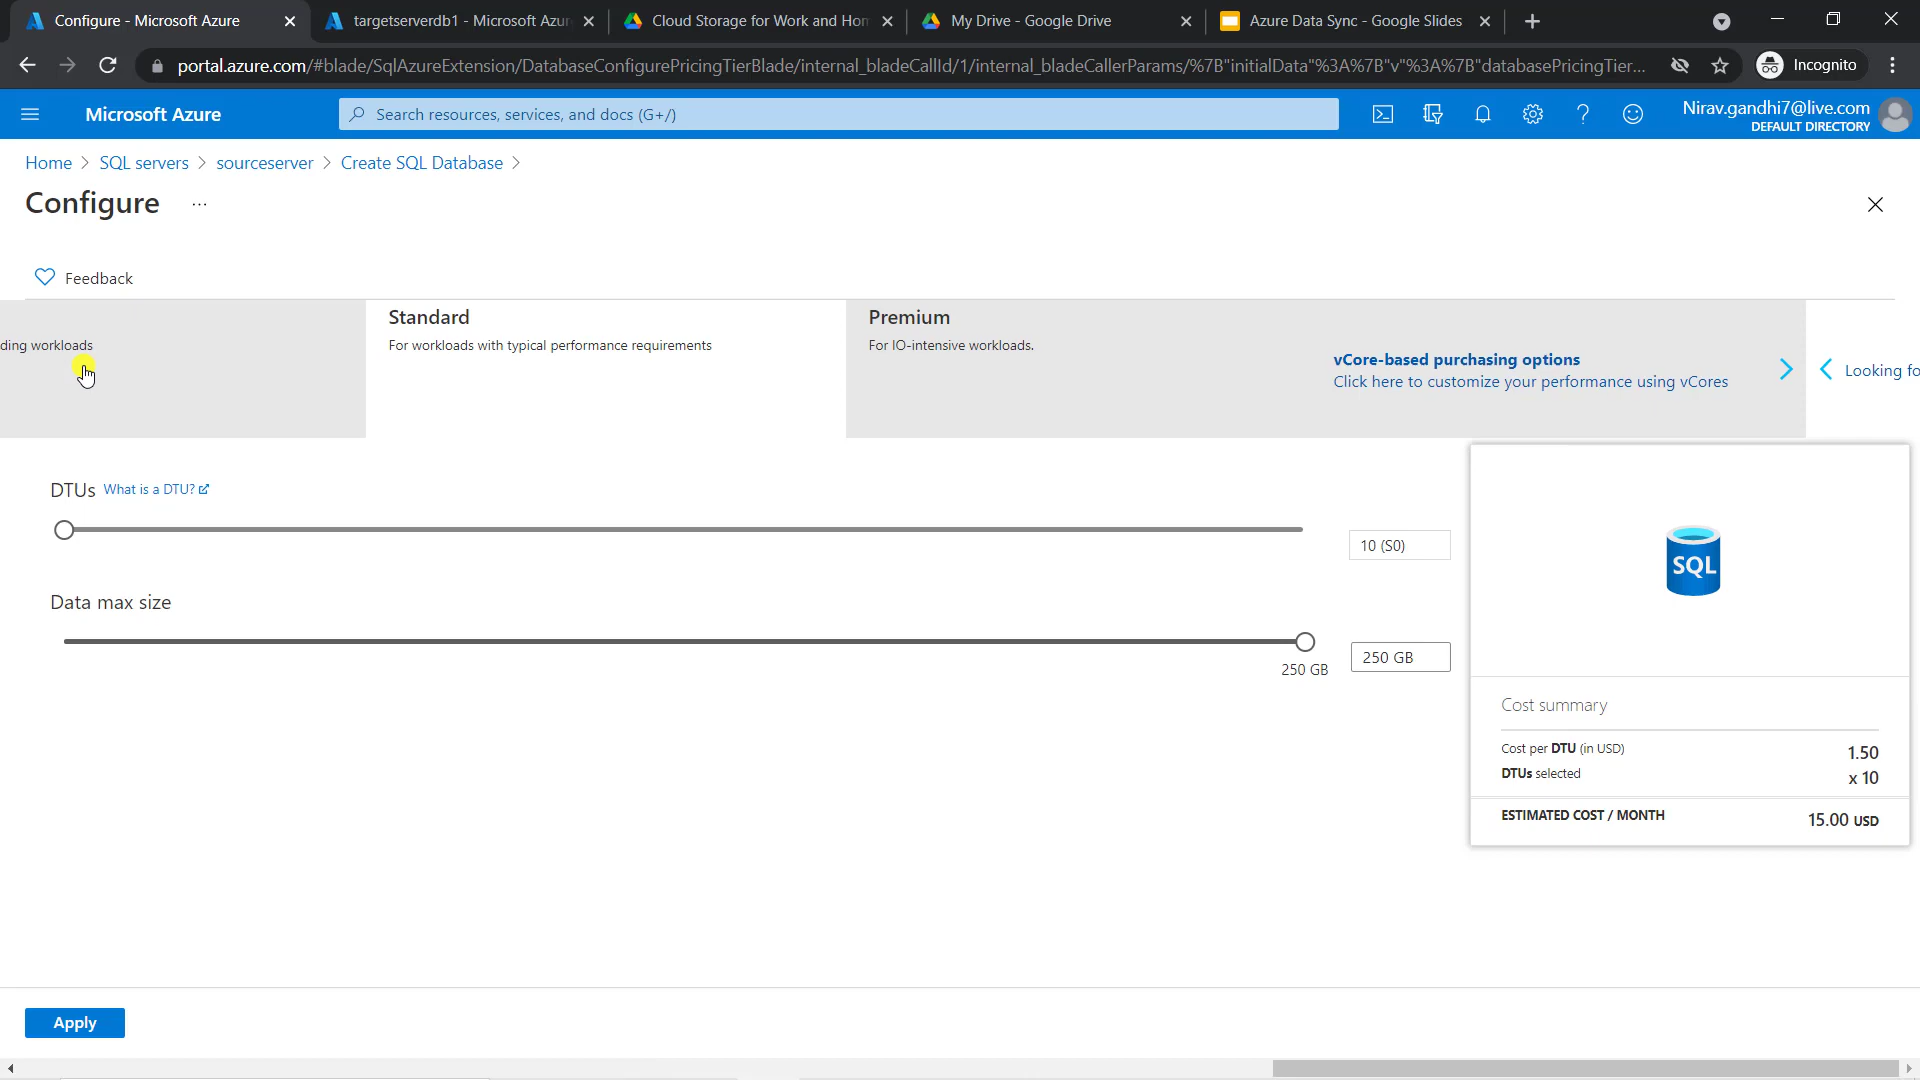 Configure - Microsoft Azure
targetserverdb1 - Microsoft Azur
Cloud Storage for Work and Hom
My Drive - Google Drive
Azure Data Sync - Google Slides
portal.azure.com/#blade/SqlAzureExtension/DatabaseConfigurePricingTierBlade/internal_bladeCallId/1/internal_bladeCallerParams/%7B"initialData"%3A%7B"v"%3A%7B"databasePricingTier...
Incognito
Microsoft Azure
Search resources, services, and docs (G+/)
Nirav.gandhi7@live.com
DEFAULT DIRECTORY
Home > SQL servers > sourceserver > Create SQL Database >
Configure ...
Feedback
ding workloads
Standard
For workloads with typical performance requirements
Premium
For IO-intensive workloads.
vCore-based purchasing options
Click here to customize your performance using vCores
Looking fo
DTUs What is a DTU?
10 (S0)
Data max size
250 GB
250 GB
SQL
Cost summary
Cost per DTU (in USD) 1.50
DTUs selected x 10
ESTIMATED COST / MONTH 15.00 USD
Apply